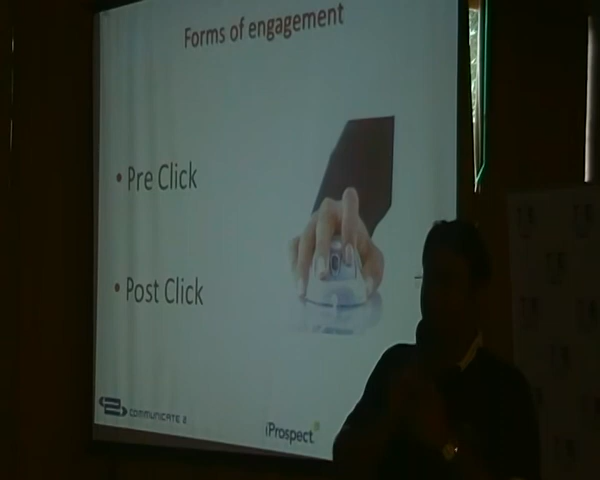 Forms of engagement
• Pre Click
• Post Click
COMMUNICATE 2
iProspect